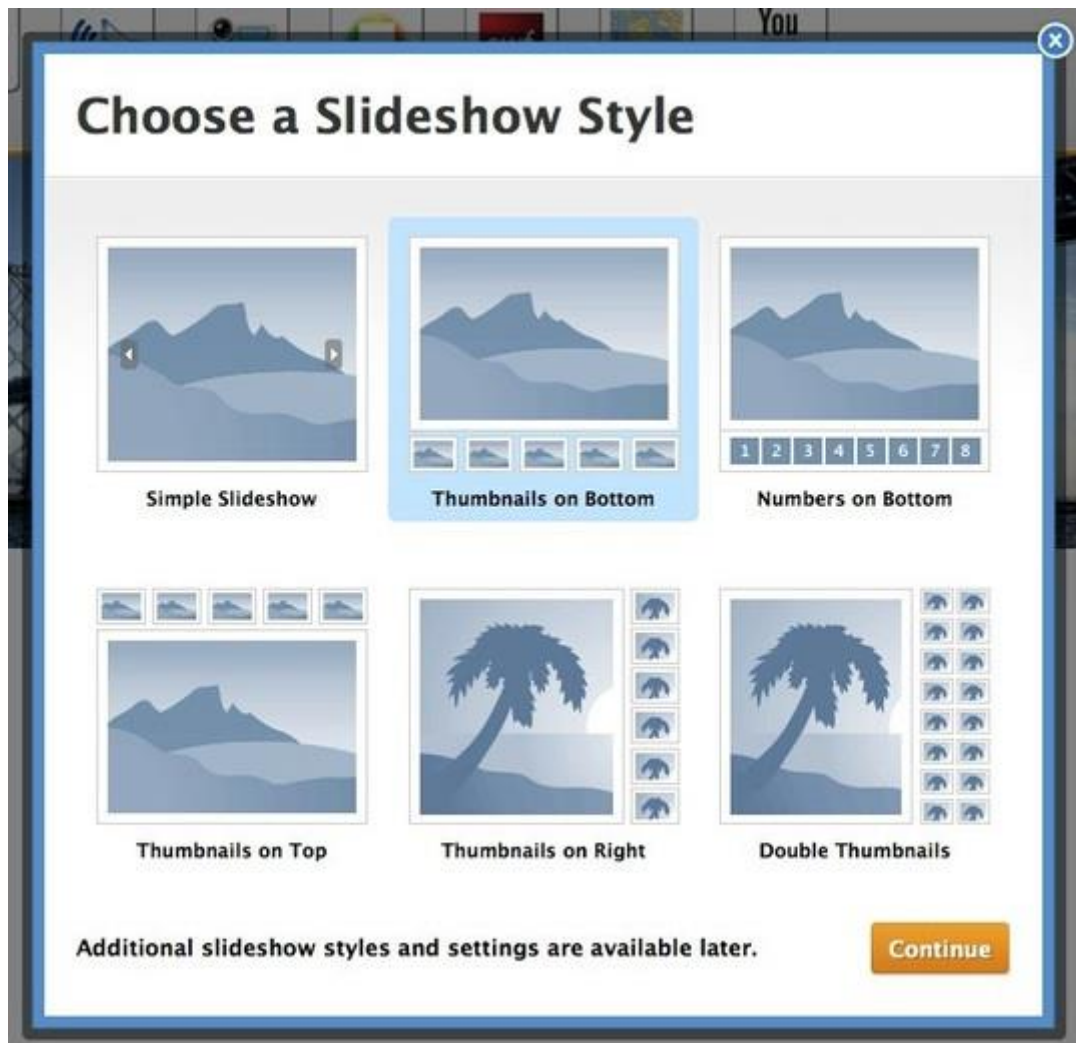 You
Choose a Slideshow Style
1 2 3 4 5 6 7 8
Simple Slideshow
Thumbnails on Bottom
Numbers on Bottom
Thumbnails on Top
Thumbnails on Right
Double Thumbnails
Additional slideshow styles and settings are available later.
Continue